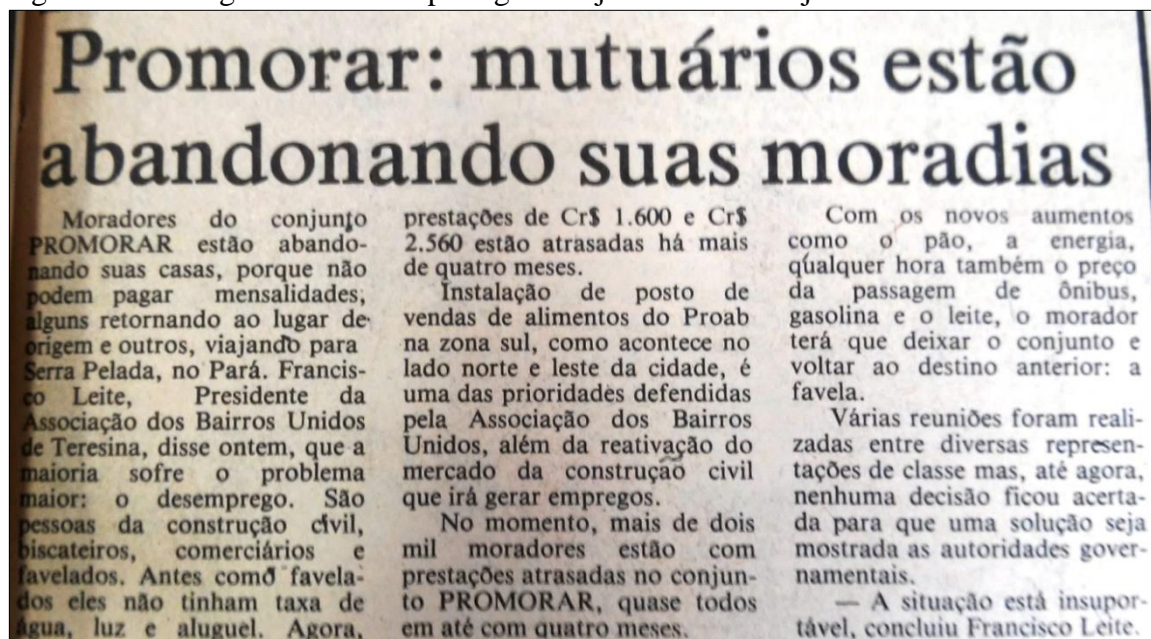 Promorar: mutuários estão
abandonando suas moradias
Moradores do conjunto
PROMORAR estão abando-
nando suas casas, porque não
podem pagar mensalidades,
alguns retornando ao lugar de
origem e outros, viajando para
Serra Pelada, no Pará. Francis-
co Leite, Presidente da
Associação dos Bairros Unidos
de Teresina, disse ontem, que a
maioria sofre o problema
maior: o desemprego. São
pessoas da construção civil,
biscateiros, comerciários e
favelados. Antes como favela-
dos eles não tinham taxa de
água, luz e aluguel. Agora,
prestações de Cr$ 1.600 e Cr$
2.560 estão atrasadas há mais
de quatro meses.
Instalação de posto de
vendas de alimentos do Proab
na zona sul, como acontece no
lado norte e leste da cidade, é
uma das prioridades defendidas
pela Associação dos Bairros
Unidos, além da reativação do
mercado da construção civil
que irá gerar empregos.
No momento, mais de dois
mil moradores estão com
prestações atrasadas no conjun-
to PROMORAR, quase todos
em até com quatro meses.
Com os novos aumentos
como o pão, a energia,
qualquer hora também o preço
da passagem de ônibus,
gasolina e o leite, o morador
terá que deixar o conjunto e
voltar ao destino anterior: a
favela.
Várias reuniões foram reali-
zadas entre diversas represen-
tações de classe mas, até agora,
nenhuma decisão ficou acerta-
da para que uma solução seja
mostrada as autoridades gover-
namentais.
— A situação está insupor-
tável, concluiu Francisco Leite.